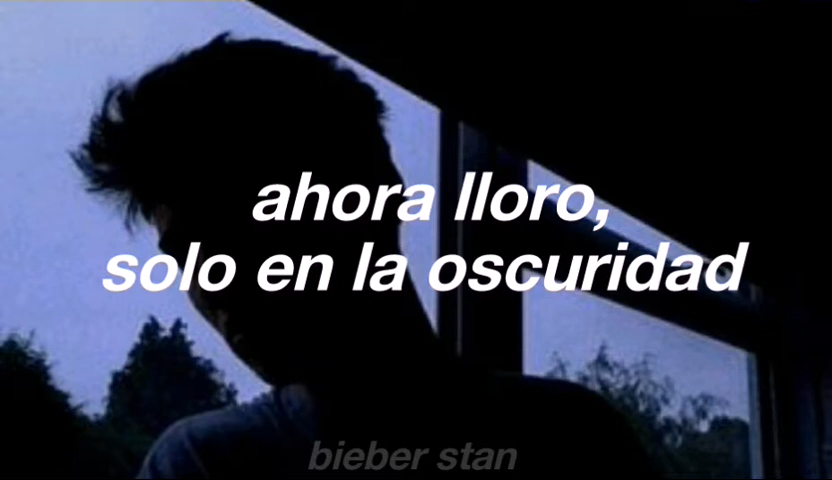 ahora lloro,
solo en la oscuridad
bieber stan